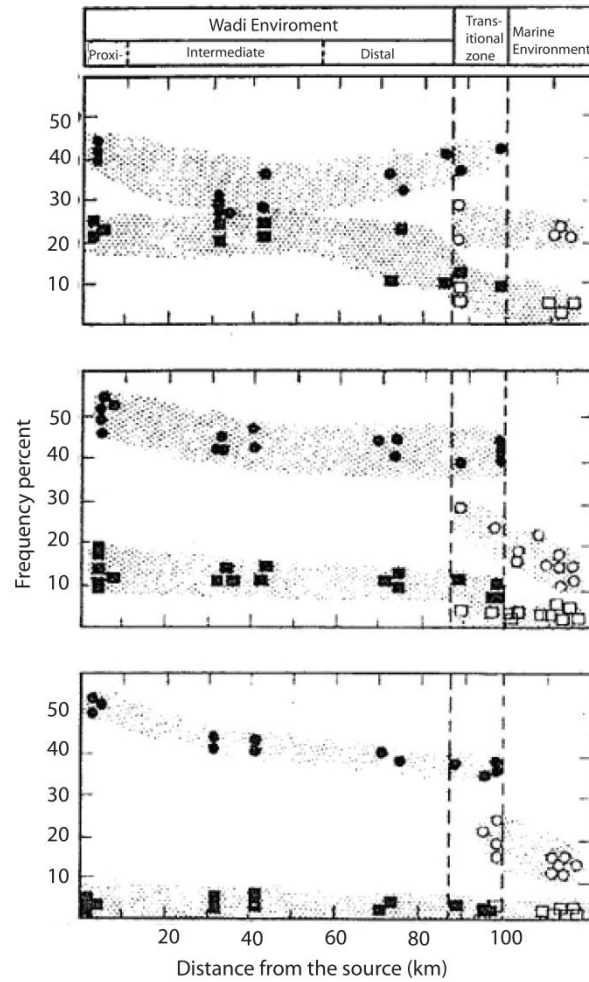 Wadi Enviroment
Trans-
itional
zone
Marine
Environment
Proxi-
Intermediate
Distal
50
40
30
20
10
50
40
30
20
10
50
40
30
20
10
Frequency percent
20
40
60
80
100
Distance from the source (km)